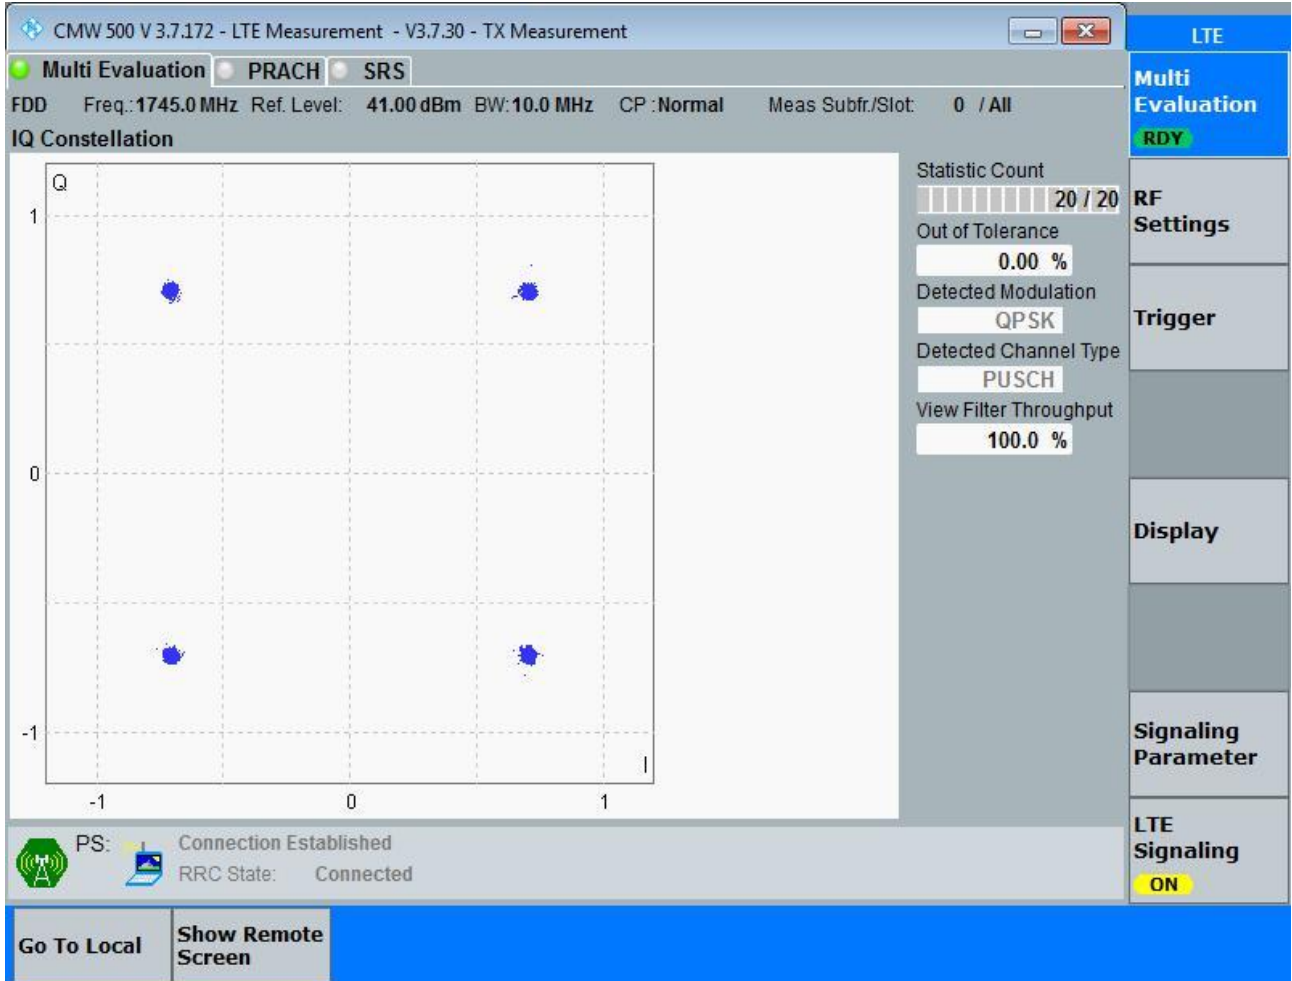 CMW 500 V 3.7.172 - LTE Measurement - V3.7.30 - TX Measurement
LTE
Multi Evaluation PRACH SRS
FDD Freq.:1745.0 MHz Ref. Level: 41.00 dBm BW:10.0 MHz CP :Normal Meas Subfr./Slot: 0 / All
IQ Constellation
Q
1
0
-1
-1 0 1
I
Statistic Count
20 / 20
Out of Tolerance
0.00 %
Detected Modulation
QPSK
Detected Channel Type
PUSCH
View Filter Throughput
100.0 %
Multi
Evaluation
RDY
RF
Settings
Trigger
Display
Signaling
Parameter
LTE
Signaling
ON
PS: Connection Established
RRC State: Connected
Go To Local
Show Remote
Screen